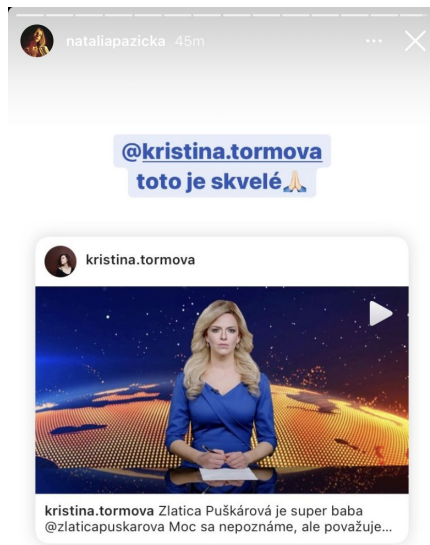 nataliapazicka 45m
@kristina.tormova
toto je skvelé🙏🏻
kristina.tormova
kristina.tormova Zlatica Puškárová je super baba
@zlaticapuskarova Moc sa nepoznáme, ale považuje...